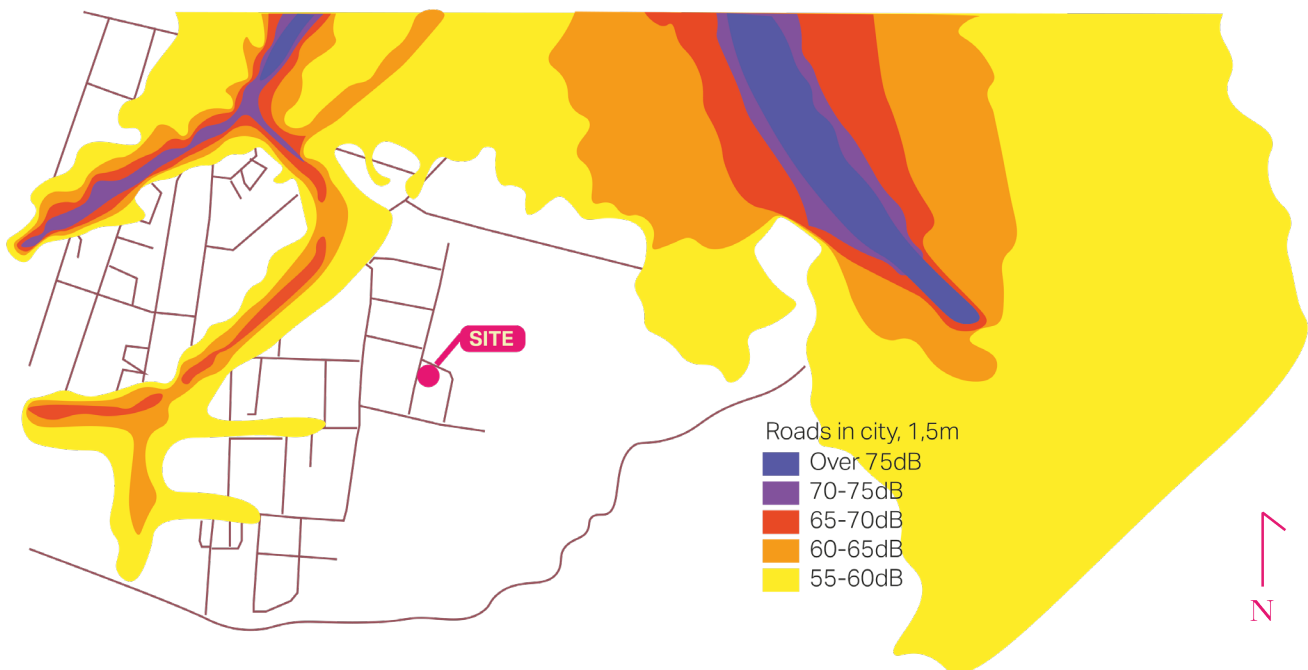 SITE
Roads in city, 1,5m
Over 75dB
70-75dB
65-70dB
60-65dB
55-60dB
N